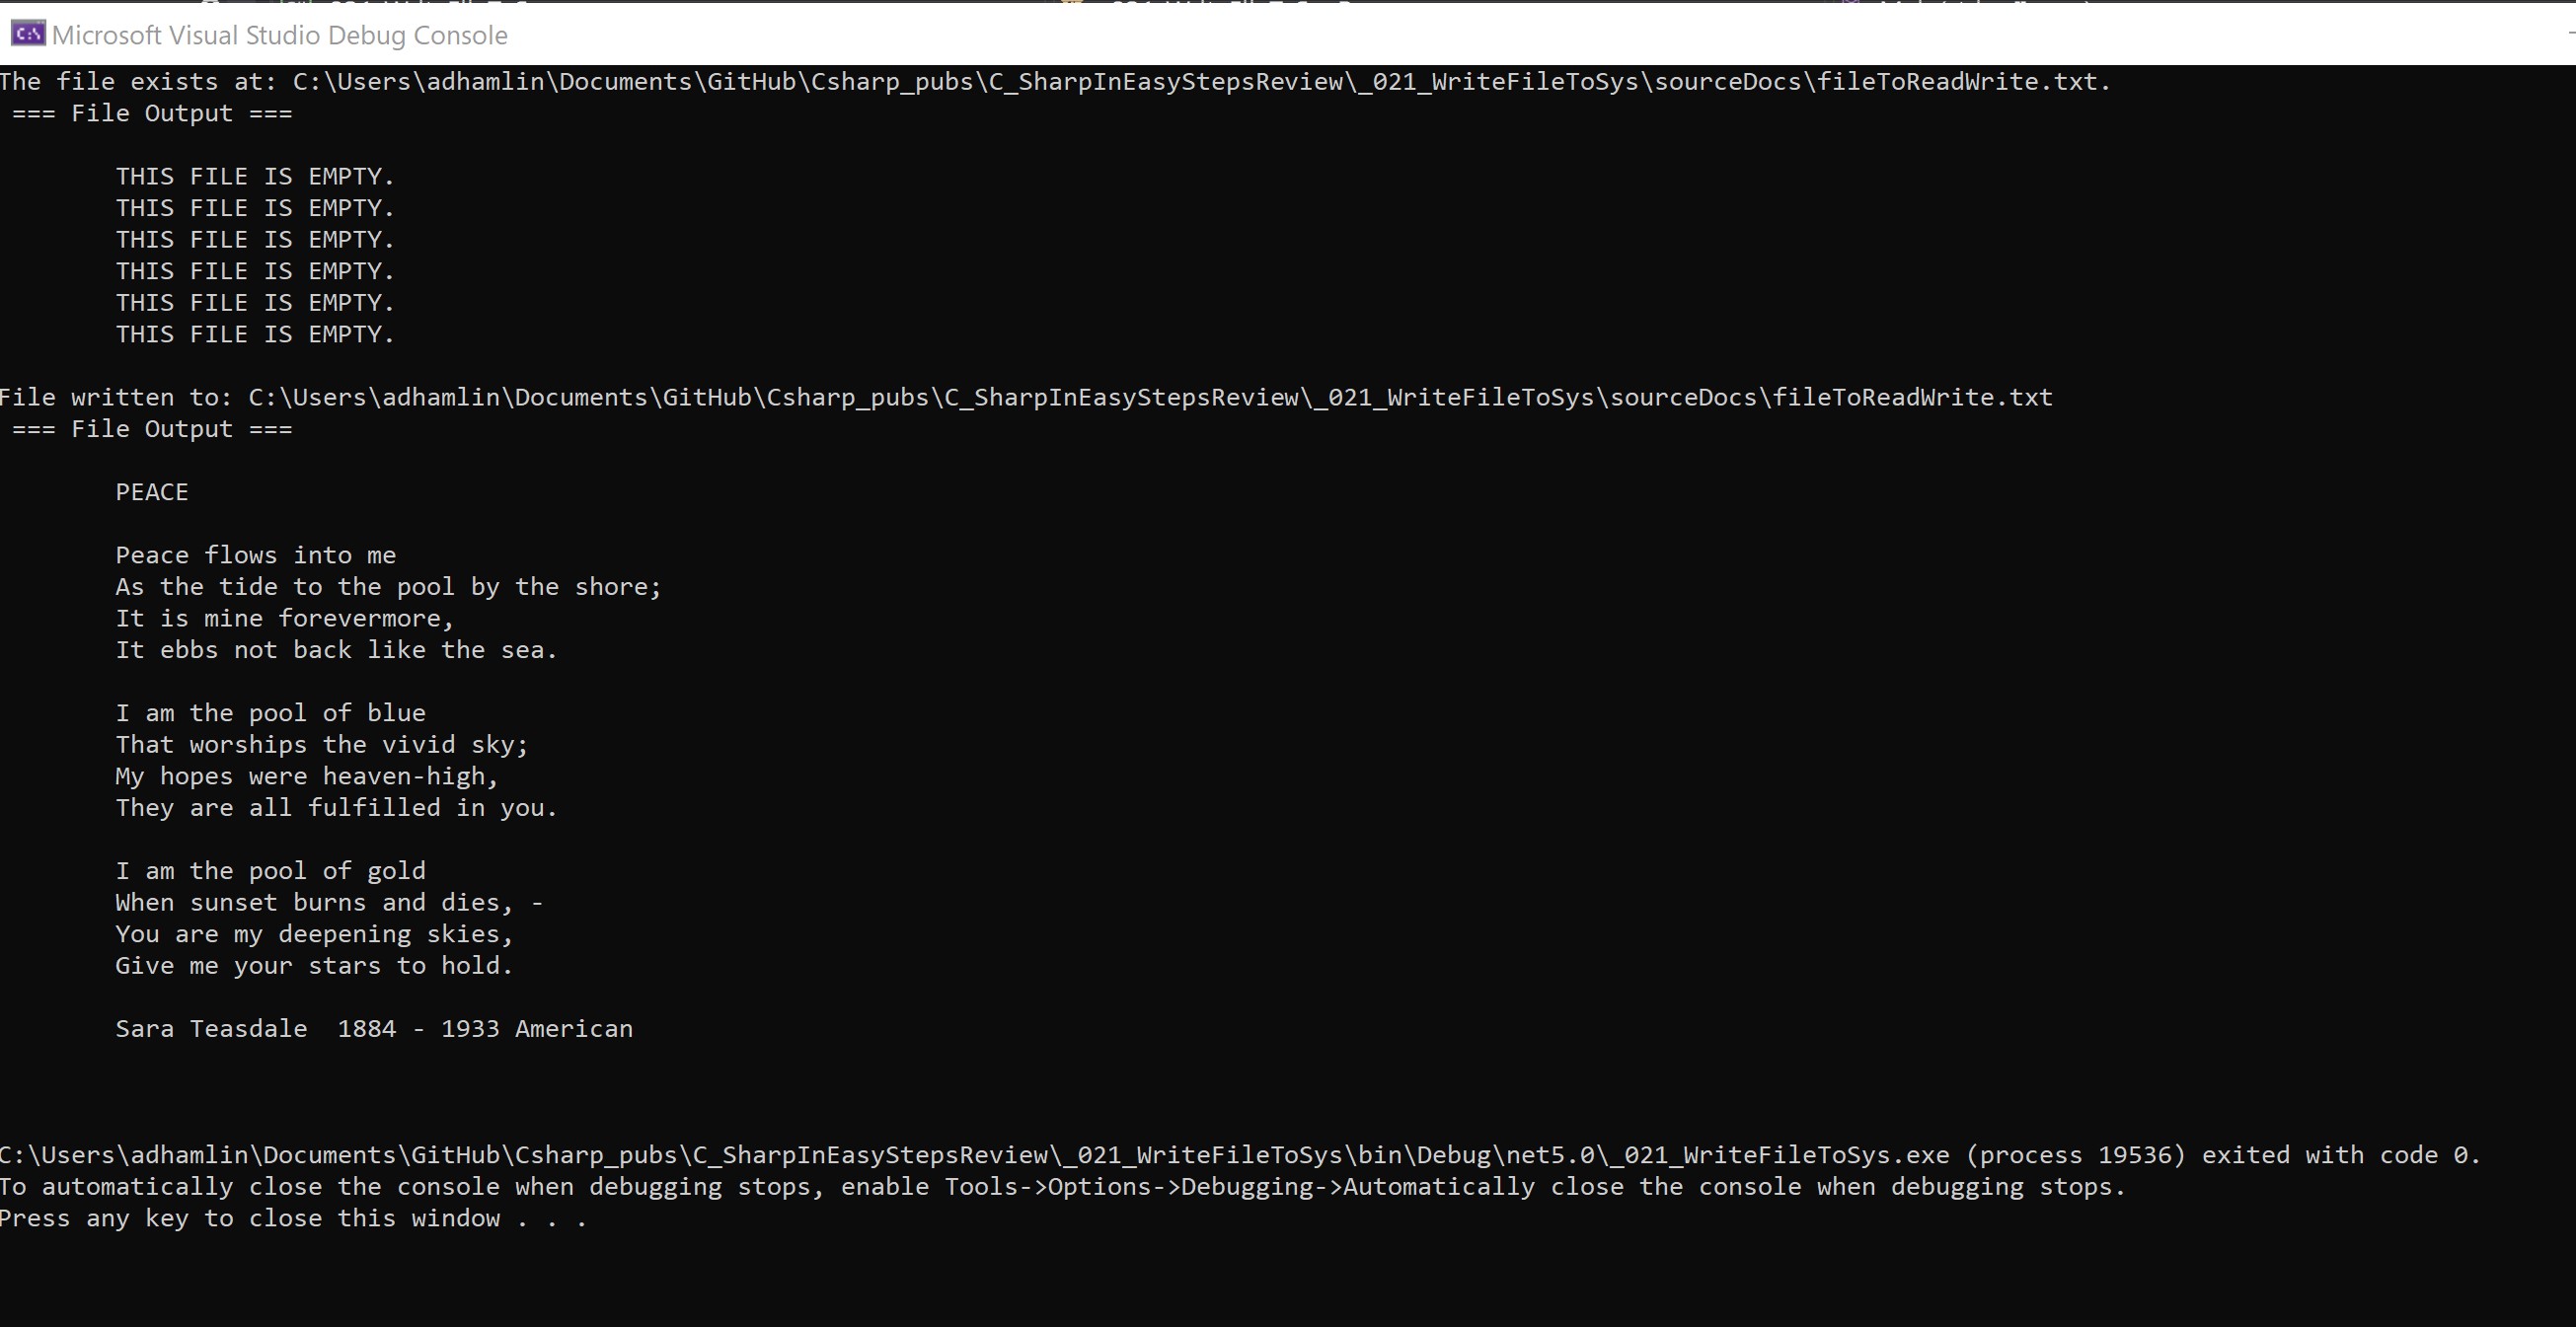 Microsoft Visual Studio Debug Console
The file exists at: C:\Users\adhamlin\Documents\GitHub\Csharp_pubs\C_SharpInEasyStepsReview\_021_WriteFileToSys\sourceDocs\fileToReadWrite.txt.
=== File Output ===
THIS FILE IS EMPTY.
THIS FILE IS EMPTY.
THIS FILE IS EMPTY.
THIS FILE IS EMPTY.
THIS FILE IS EMPTY.
THIS FILE IS EMPTY.
File written to: C:\Users\adhamlin\Documents\GitHub\Csharp_pubs\C_SharpInEasyStepsReview\_021_WriteFileToSys\sourceDocs\fileToReadWrite.txt
=== File Output ===
PEACE
Peace flows into me
As the tide to the pool by the shore;
It is mine forevermore,
It ebbs not back like the sea.
I am the pool of blue
That worships the vivid sky;
My hopes were heaven-high,
They are all fulfilled in you.
I am the pool of gold
When sunset burns and dies, -
You are my deepening skies,
Give me your stars to hold.
Sara Teasdale  1884 - 1933 American
C:\Users\adhamlin\Documents\GitHub\Csharp_pubs\C_SharpInEasyStepsReview\_021_WriteFileToSys\bin\Debug\net5.0\_021_WriteFileToSys.exe (process 19536) exited with code 0.
To automatically close the console when debugging stops, enable Tools->Options->Debugging->Automatically close the console when debugging stops.
Press any key to close this window . . .